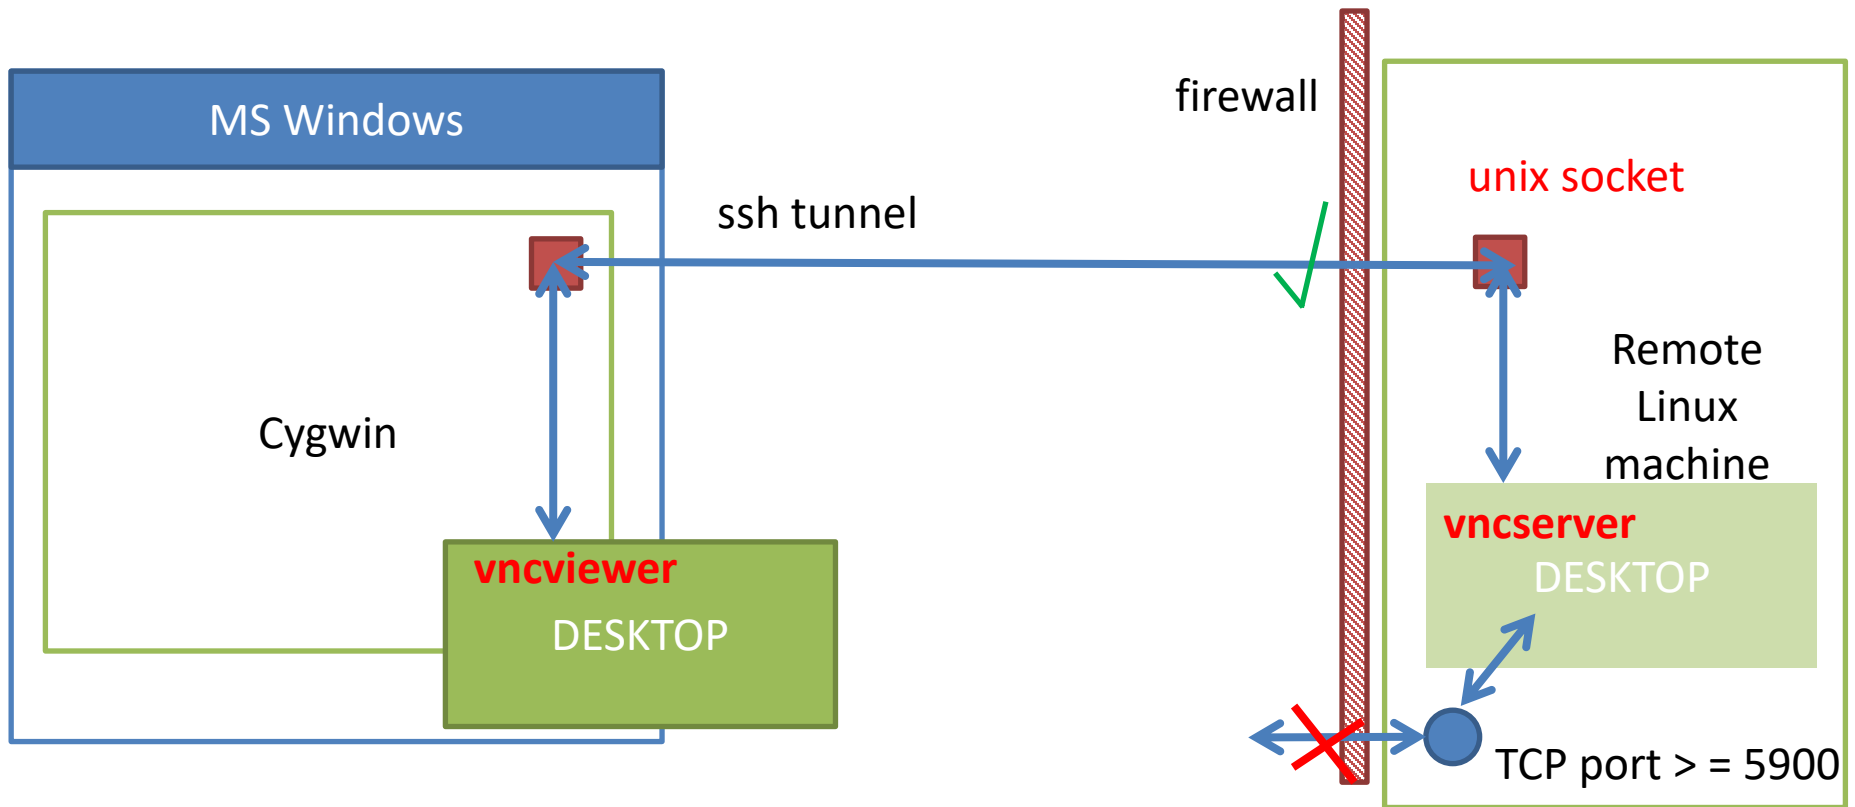 MS Windows
firewall
unix socket
ssh tunnel
Cygwin
Remote
Linux
machine
vncviewer
DESKTOP
vncserver
DESKTOP
TCP port > = 5900